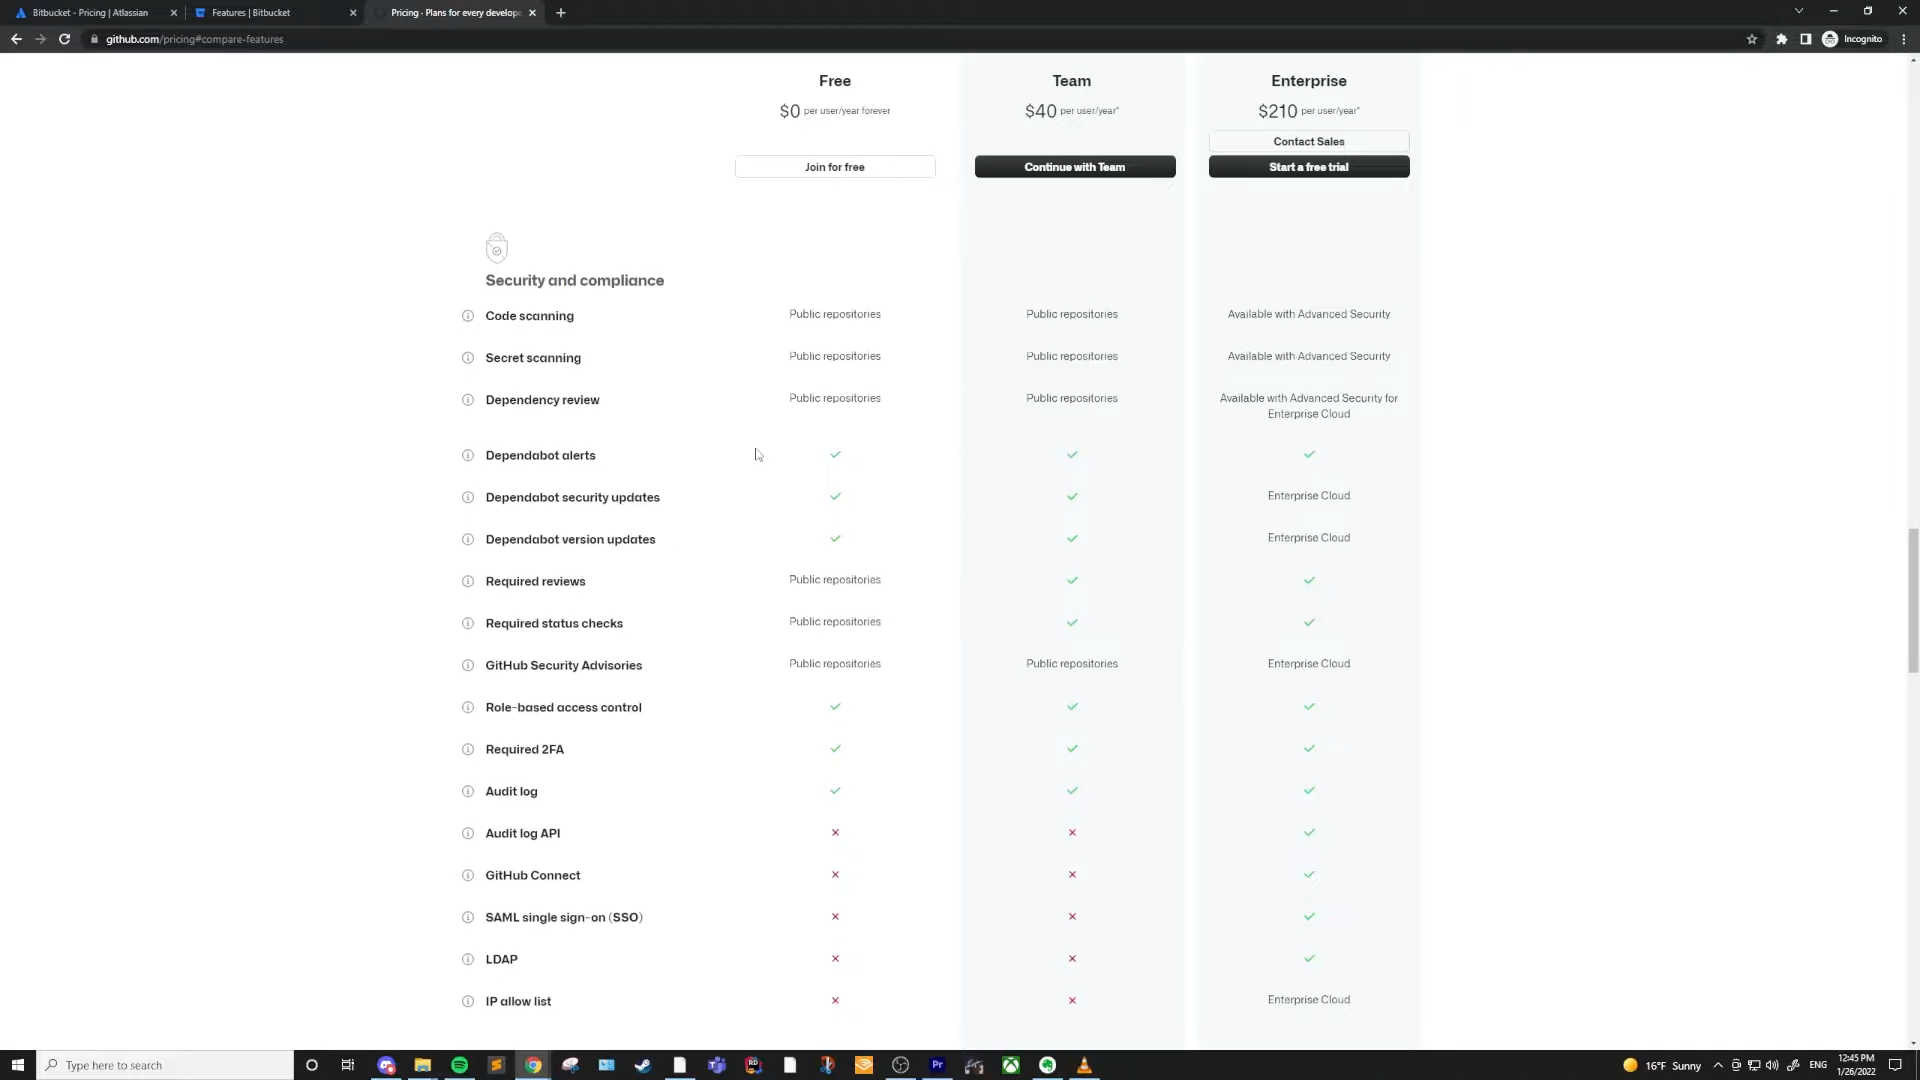 Bitbucket - Pricing | Atlassian
Features | Bitbucket
Pricing · Plans for every develope
github.com/pricing#compare-features
Incognito
Free
Team
Enterprise
$0 per user/year forever
$40 per user/year*
$210 per user/year*
Contact Sales
Join for free
Continue with Team
Start a free trial
Security and compliance
Code scanning
Public repositories
Public repositories
Available with Advanced Security
Secret scanning
Public repositories
Public repositories
Available with Advanced Security
Dependency review
Public repositories
Public repositories
Available with Advanced Security for
Enterprise Cloud
Dependabot alerts
Dependabot security updates
Enterprise Cloud
Dependabot version updates
Enterprise Cloud
Required reviews
Public repositories
Required status checks
Public repositories
GitHub Security Advisories
Public repositories
Public repositories
Enterprise Cloud
Role-based access control
Required 2FA
Audit log
Audit log API
GitHub Connect
SAML single sign-on (SSO)
LDAP
IP allow list
Enterprise Cloud
Type here to search
RD
Pr
16°F Sunny
ENG
12:45 PM
1/26/2022